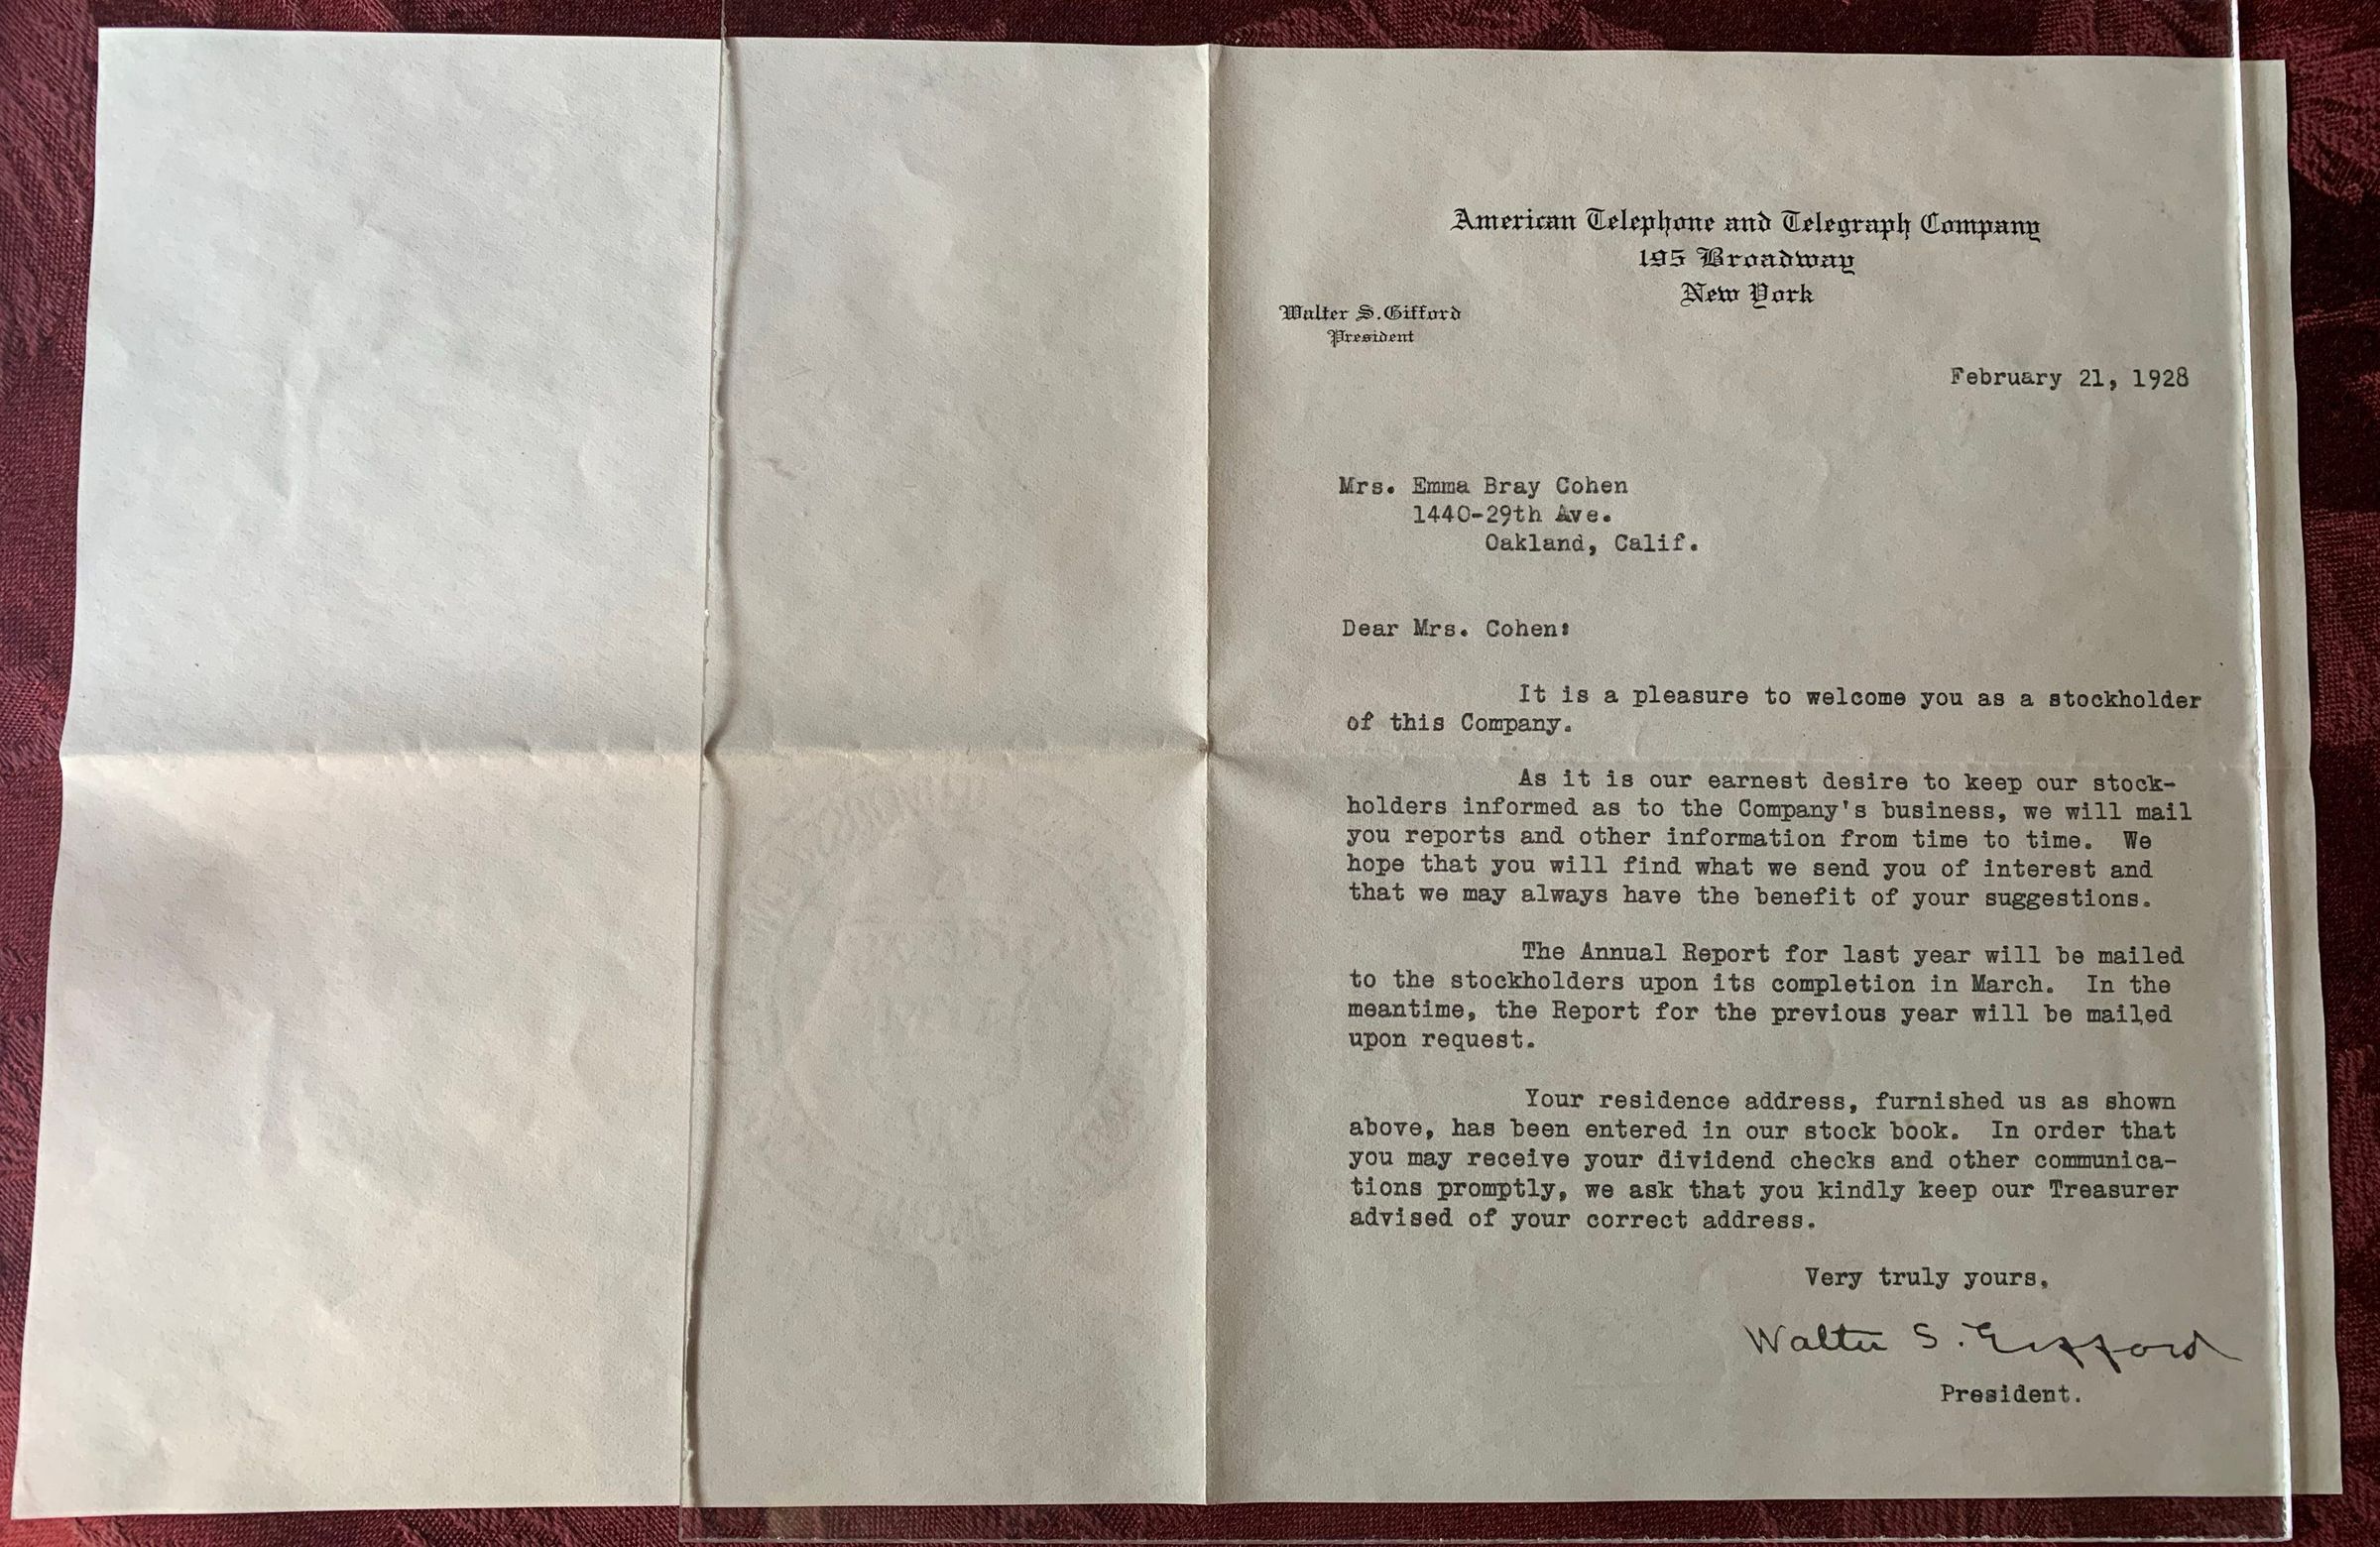 American Telephone and Telegraph Company
195 Broadway
New York
Walter S. Gifford
President
February 21, 1928
Mrs. Emma Bray Cohen
1440-29th Ave.
Oakland, Calif.
Dear Mrs. Cohen:
It is a pleasure to welcome you as a stockholder
of this Company.
As it is our earnest desire to keep our stock-
holders informed as to the Company's business, we will mail
you reports and other information from time to time. We
hope that you will find what we send you of interest and
that we may always have the benefit of your suggestions.
The Annual Report for last year will be mailed
to the stockholders upon its completion in March. In the
meantime, the Report for the previous year will be mailed
upon request.
Your residence address, furnished us as shown
above, has been entered in our stock book. In order that
you may receive your dividend checks and other communica-
tions promptly, we ask that you kindly keep our Treasurer
advised of your correct address.
Very truly yours,
Walter S. Gifford
President.